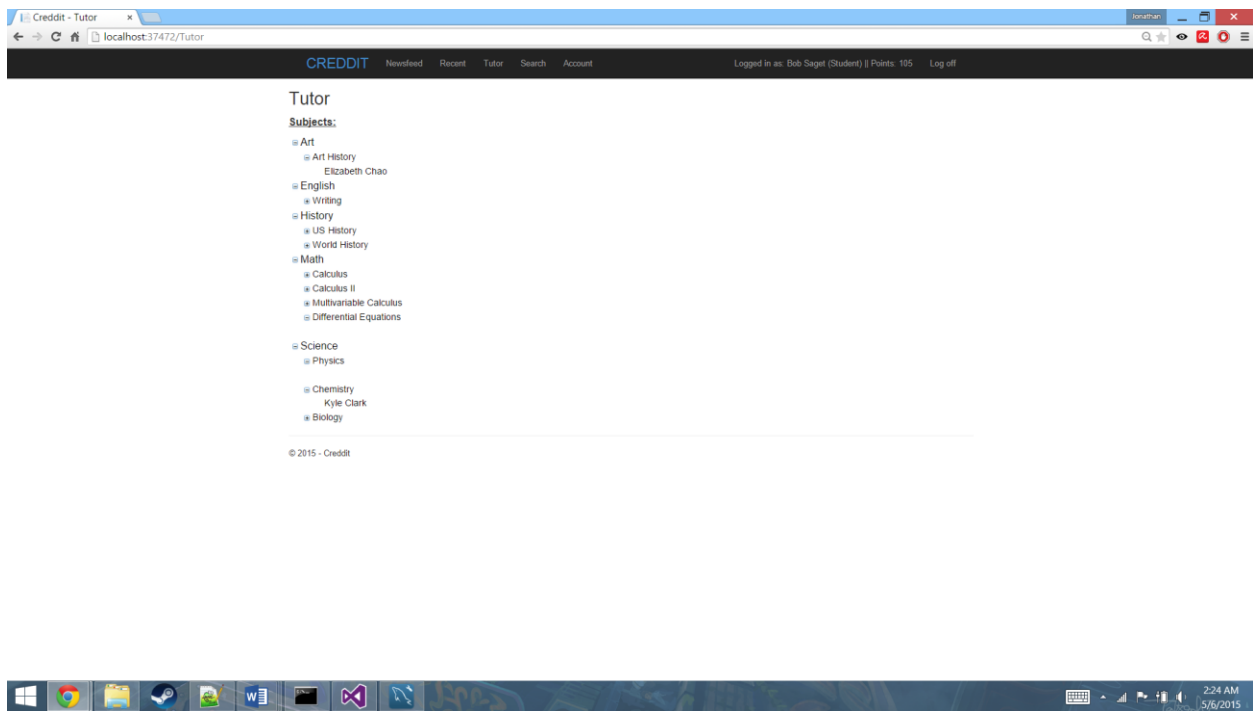 Creddit - Tutor
Jonathan
localhost:37472/Tutor
CREDDIT Newsfeed Recent Tutor Search Account Logged in as: Bob Saget (Student) || Points: 105 Log off
Tutor
Subjects:
Art
Art History
Elizabeth Chao
English
Writing
History
US History
World History
Math
Calculus
Calculus II
Multivariable Calculus
Differential Equations
Science
Physics
Chemistry
Kyle Clark
Biology
© 2015 - Creddit
2:24 AM
5/6/2015